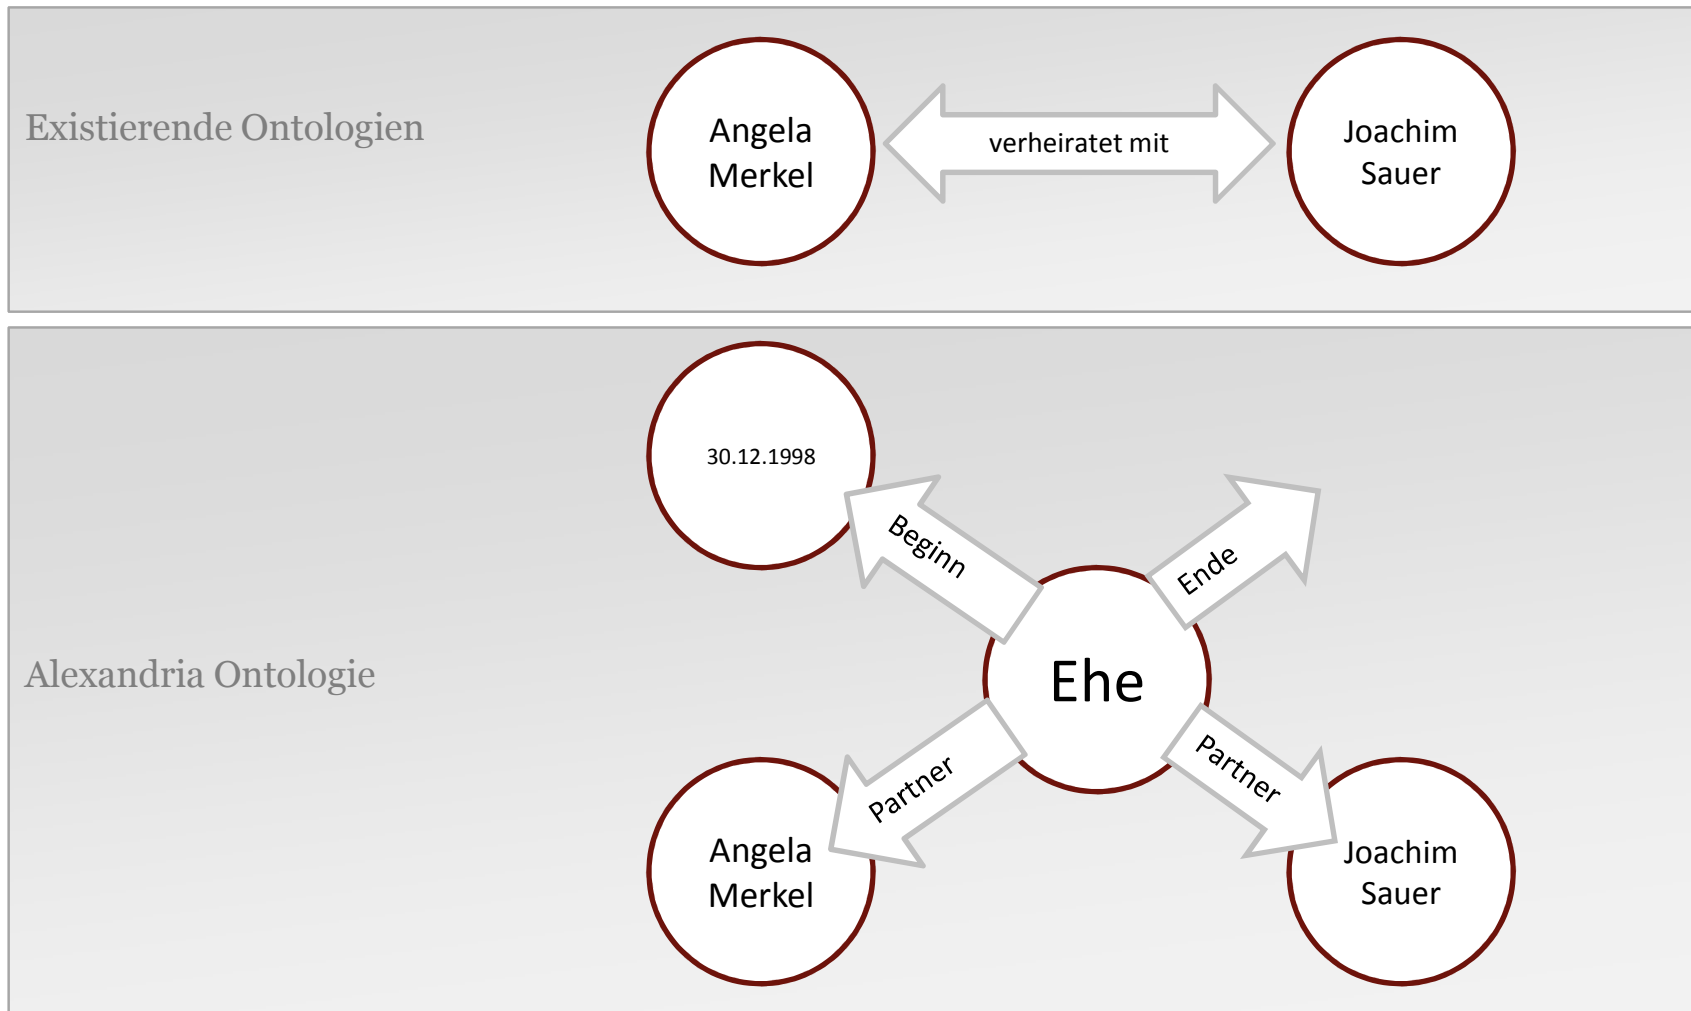 Existierende Ontologien
Angela
Merkel
verheiratet mit
Joachim
Sauer
30.12.1998
Beginn
Ende
Alexandria Ontologie
Ehe
Partner
Partner
Angela
Merkel
Joachim
Sauer